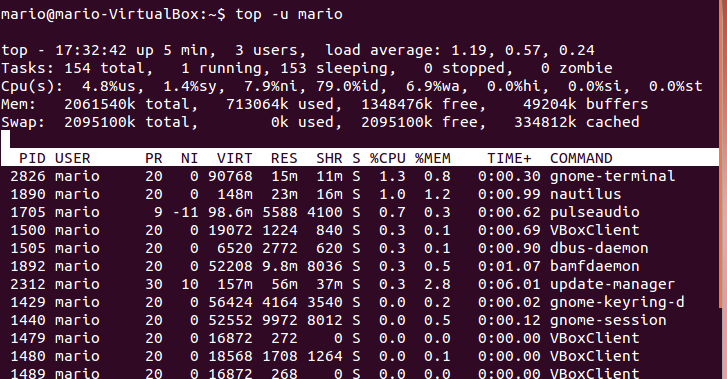 mario@mario-VirtualBox:~$ top -u mario
top - 17:32:42 up 5 min,  3 users,  load average: 1.19, 0.57, 0.24
Tasks: 154 total,   1 running, 153 sleeping,   0 stopped,   0 zombie
Cpu(s):  4.8%us,  1.4%sy,  7.9%ni, 79.0%id,  6.9%wa,  0.0%hi,  0.0%si,  0.0%st
Mem:   2061540k total,   713064k used,  1348476k free,    49204k buffers
Swap:  2095100k total,        0k used,  2095100k free,   334812k cached
  PID USER      PR  NI  VIRT  RES  SHR S %CPU %MEM    TIME+  COMMAND
 2826 mario     20   0 90768  15m  11m S  1.3  0.8   0:00.30 gnome-terminal
 1890 mario     20   0  148m  23m  16m S  1.0  1.2   0:00.99 nautilus
 1705 mario      9 -11 98.6m 5588 4100 S  0.7  0.3   0:00.62 pulseaudio
 1500 mario     20   0 19072 1224  840 S  0.3  0.1   0:00.69 VBoxClient
 1505 mario     20   0  6520 2772  620 S  0.3  0.1   0:00.90 dbus-daemon
 1892 mario     20   0 52208 9.8m 8036 S  0.3  0.5   0:01.07 bamfdaemon
 2312 mario     30  10  157m  56m  37m S  0.3  2.8   0:06.01 update-manager
 1429 mario     20   0 56424 4164 3540 S  0.0  0.2   0:00.02 gnome-keyring-d
 1440 mario     20   0 52552 9972 8012 S  0.0  0.5   0:00.12 gnome-session
 1479 mario     20   0 16872  272    0 S  0.0  0.0   0:00.00 VBoxClient
 1480 mario     20   0 18568 1708 1264 S  0.0  0.1   0:00.00 VBoxClient
 1489 mario     20   0 16872  268    0 S  0.0  0.0   0:00.00 VBoxClient